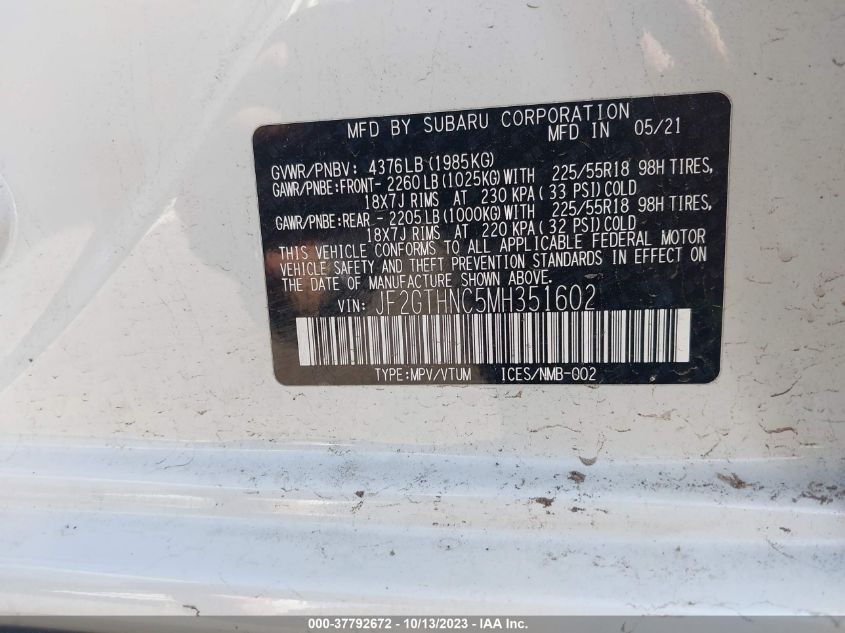 MFD BY SUBARU CORPORATION
MFD IN 05/21
GVWR/PNBV: 4376LB(1985KG)
GAWR/PNBE:FRONT- 2260LB(1025KG)WITH 225/55R18 98H TIRES,
18X7J RIMS AT 230 KPA( 33 PSI)COLD
GAWR/PNBE:REAR - 2205LB(1000KG)WITH 225/55R18 98H TIRES,
18X7J RIMS AT 220 KPA( 32 PSI)COLD
THIS VEHICLE CONFORMS TO ALL APPLICABLE FEDERAL MOTOR
VEHICLE SAFETY AND THEFT PREVENTION STANDARDS IN EFFECT ON
THE DATE OF MANUFACTURE SHOWN ABOVE.
VIN: JF2GTHNC5MH351602
TYPE:MPV/VTUM ICES/NMB-002
000-37792672 - 10/13/2023 - IAA Inc.